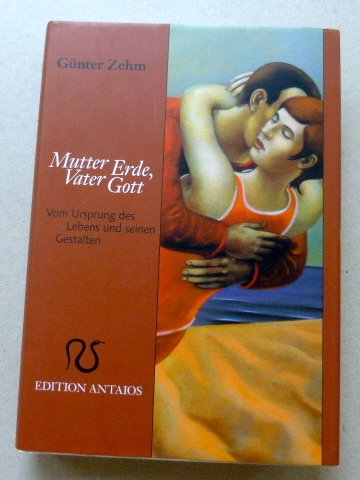 Günter Zehm
Mutter Erde,
Vater Gott
Vom Ursprung des
Lebens und seinen
Gestalten
EDITION ANTAIOS